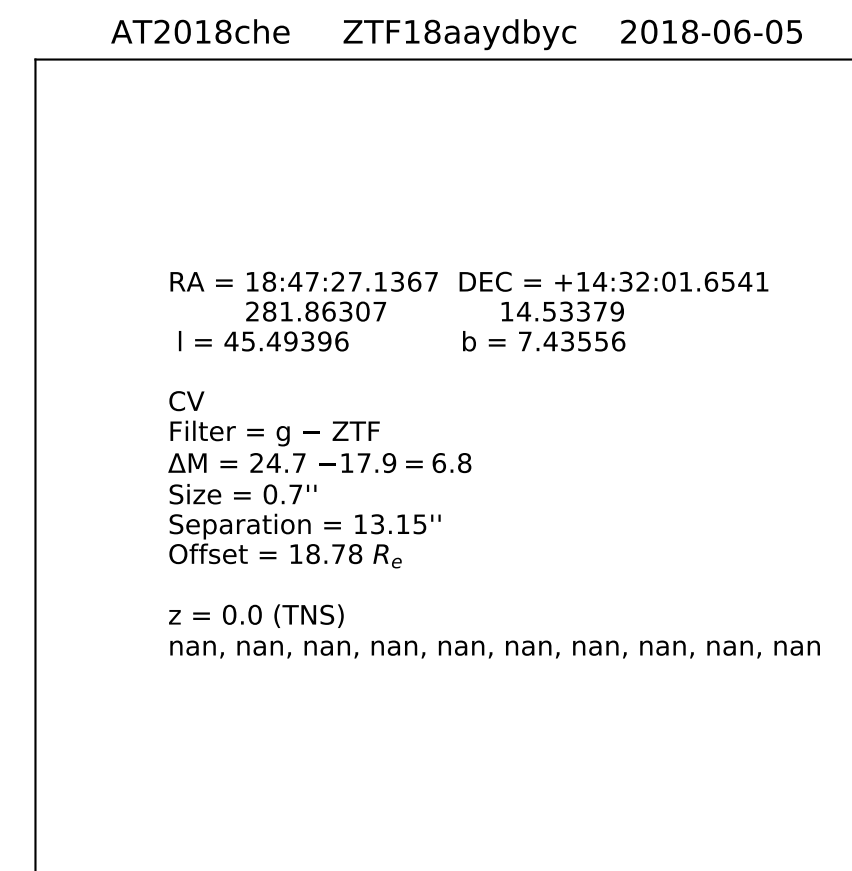 AT2018che ZTF18aaydbyc 2018-06-05
RA = 18:47:27.1367 DEC = +14:32:01.6541
281.86307 14.53379
l = 45.49396 b = 7.43556
CV
Filter = g − ZTF
ΔM = 24.7 −17.9 = 6.8
Size = 0.7''
Separation = 13.15''
Offset = 18.78 Re
z = 0.0 (TNS)
nan, nan, nan, nan, nan, nan, nan, nan, nan, nan